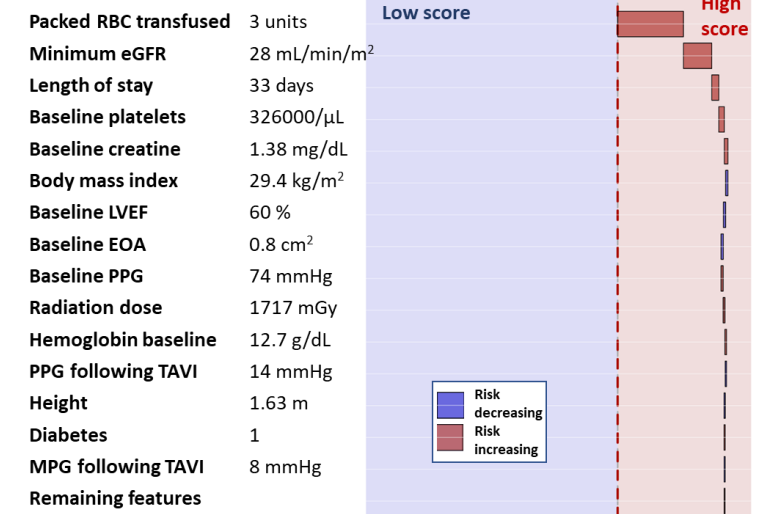 Low score
High
score
Packed RBC transfused 3 units
Minimum eGFR 28 mL/min/m²
Length of stay 33 days
Baseline platelets 326000/µL
Baseline creatine 1.38 mg/dL
Body mass index 29.4 kg/m²
Baseline LVEF 60 %
Baseline EOA 0.8 cm²
Baseline PPG 74 mmHg
Radiation dose 1717 mGy
Hemoglobin baseline 12.7 g/dL
PPG following TAVI 14 mmHg
Height 1.63 m
Diabetes 1
MPG following TAVI 8 mmHg
Remaining features
Risk
decreasing
Risk
increasing